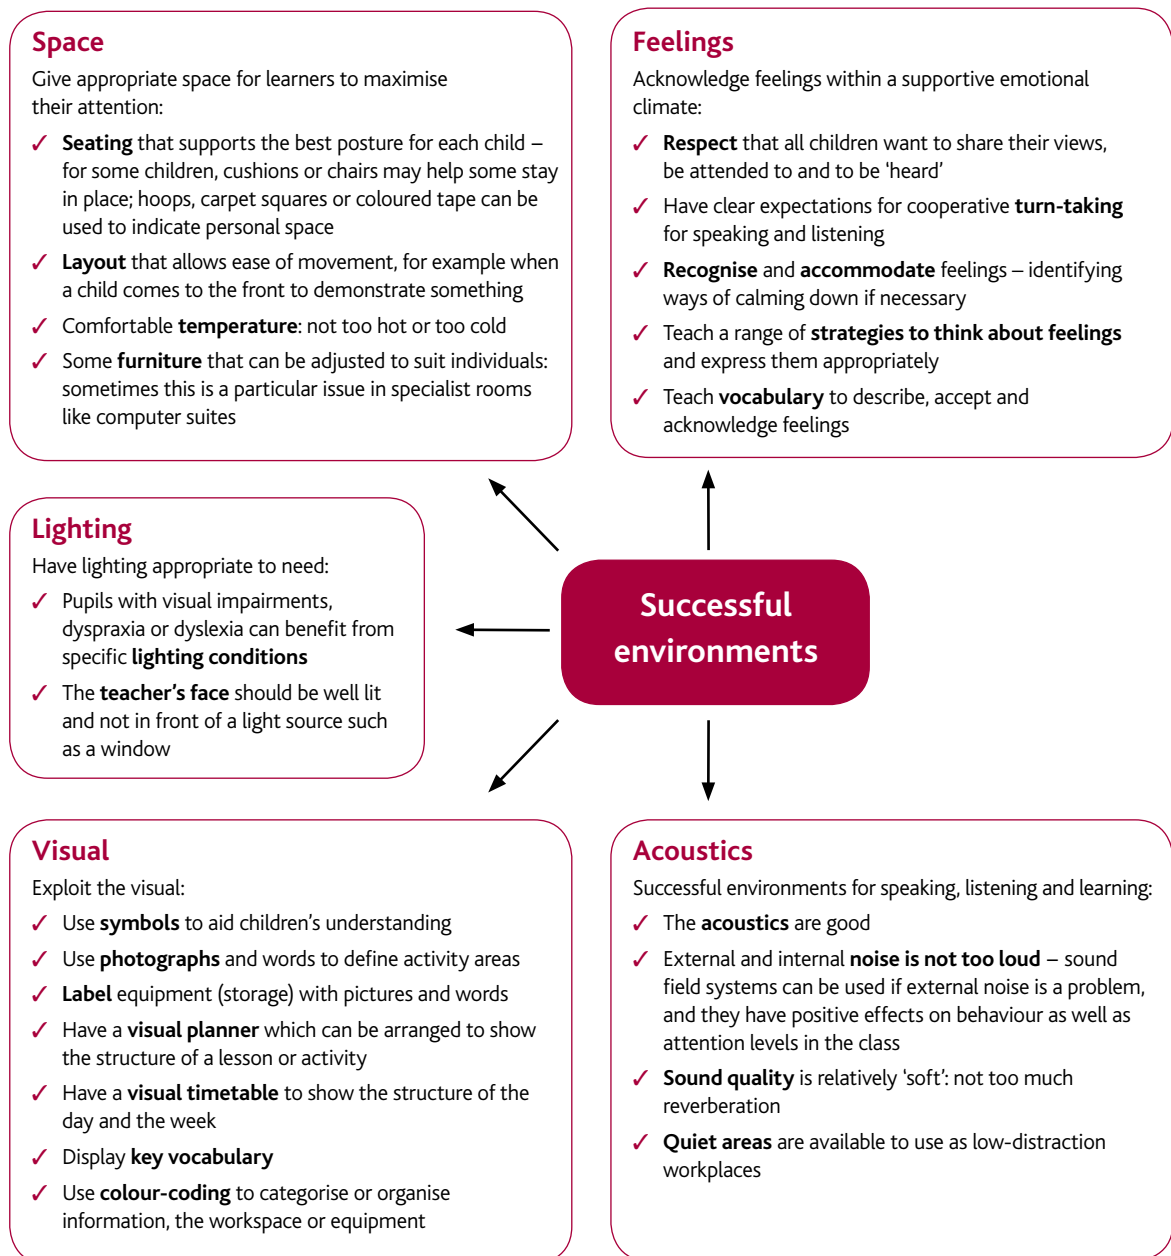 Space
Give appropriate space for learners to maximise
their attention:
✓ Seating that supports the best posture for each child –
for some children, cushions or chairs may help some stay
in place; hoops, carpet squares or coloured tape can be
used to indicate personal space
✓ Layout that allows ease of movement, for example when
a child comes to the front to demonstrate something
✓ Comfortable temperature: not too hot or too cold
✓ Some furniture that can be adjusted to suit individuals:
sometimes this is a particular issue in specialist rooms
like computer suites
Feelings
Acknowledge feelings within a supportive emotional
climate:
✓ Respect that all children want to share their views,
be attended to and to be ‘heard’
✓ Have clear expectations for cooperative turn-taking
for speaking and listening
✓ Recognise and accommodate feelings – identifying
ways of calming down if necessary
✓ Teach a range of strategies to think about feelings
and express them appropriately
✓ Teach vocabulary to describe, accept and
acknowledge feelings
Lighting
Have lighting appropriate to need:
✓ Pupils with visual impairments,
dyspraxia or dyslexia can benefit from
specific lighting conditions
✓ The teacher’s face should be well lit
and not in front of a light source such
as a window
Successful
environments
Visual
Exploit the visual:
✓ Use symbols to aid children’s understanding
✓ Use photographs and words to define activity areas
✓ Label equipment (storage) with pictures and words
✓ Have a visual planner which can be arranged to show
the structure of a lesson or activity
✓ Have a visual timetable to show the structure of the
day and the week
✓ Display key vocabulary
✓ Use colour-coding to categorise or organise
information, the workspace or equipment
Acoustics
Successful environments for speaking, listening and learning:
✓ The acoustics are good
✓ External and internal noise is not too loud – sound
field systems can be used if external noise is a problem,
and they have positive effects on behaviour as well as
attention levels in the class
✓ Sound quality is relatively ‘soft’: not too much
reverberation
✓ Quiet areas are available to use as low-distraction
workplaces